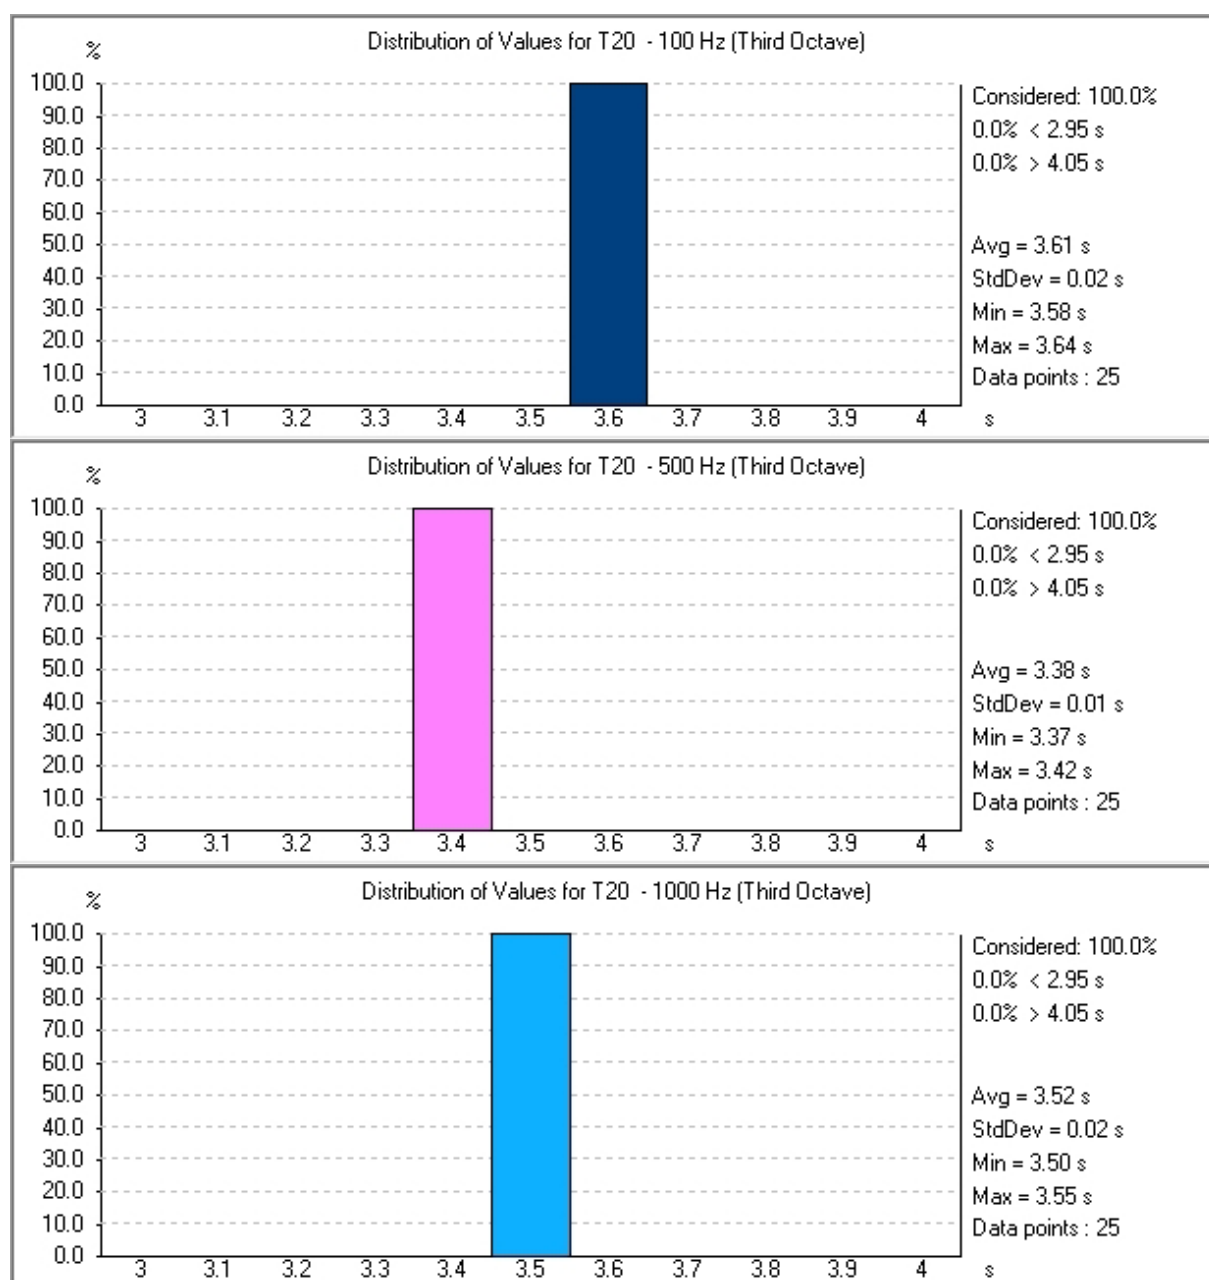 Distribution of Values for T20 - 100 Hz (Third Octave)
%
100.0
90.0
80.0
70.0
60.0
50.0
40.0
30.0
20.0
10.0
0.0
3 3.1 3.2 3.3 3.4 3.5 3.6 3.7 3.8 3.9 4 s
Considered: 100.0%
0.0% < 2.95 s
0.0% > 4.05 s
Avg = 3.61 s
StdDev = 0.02 s
Min = 3.58 s
Max = 3.64 s
Data points : 25
Distribution of Values for T20 - 500 Hz (Third Octave)
%
100.0
90.0
80.0
70.0
60.0
50.0
40.0
30.0
20.0
10.0
0.0
3 3.1 3.2 3.3 3.4 3.5 3.6 3.7 3.8 3.9 4 s
Considered: 100.0%
0.0% < 2.95 s
0.0% > 4.05 s
Avg = 3.38 s
StdDev = 0.01 s
Min = 3.37 s
Max = 3.42 s
Data points : 25
Distribution of Values for T20 - 1000 Hz (Third Octave)
%
100.0
90.0
80.0
70.0
60.0
50.0
40.0
30.0
20.0
10.0
0.0
3 3.1 3.2 3.3 3.4 3.5 3.6 3.7 3.8 3.9 4 s
Considered: 100.0%
0.0% < 2.95 s
0.0% > 4.05 s
Avg = 3.52 s
StdDev = 0.02 s
Min = 3.50 s
Max = 3.55 s
Data points : 25